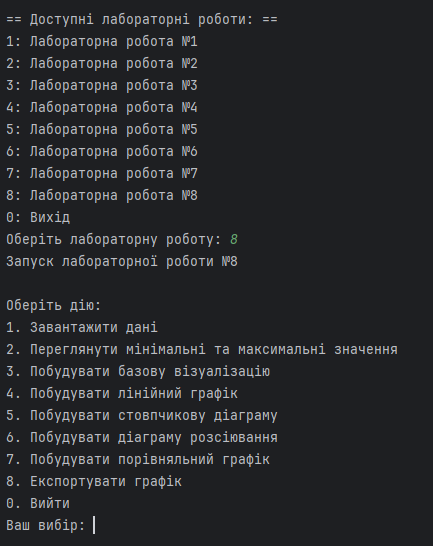 == Доступні лабораторні роботи: ==
1: Лабораторна робота №1
2: Лабораторна робота №2
3: Лабораторна робота №3
4: Лабораторна робота №4
5: Лабораторна робота №5
6: Лабораторна робота №6
7: Лабораторна робота №7
8: Лабораторна робота №8
0: Вихід
Оберіть лабораторну роботу: 8
Запуск лабораторної роботи №8
Оберіть дію:
1. Завантажити дані
2. Переглянути мінімальні та максимальні значення
3. Побудувати базову візуалізацію
4. Побудувати лінійний графік
5. Побудувати стовпчикову діаграму
6. Побудувати діаграму розсіювання
7. Побудувати порівняльний графік
8. Експортувати графік
0. Вийти
Ваш вибір: